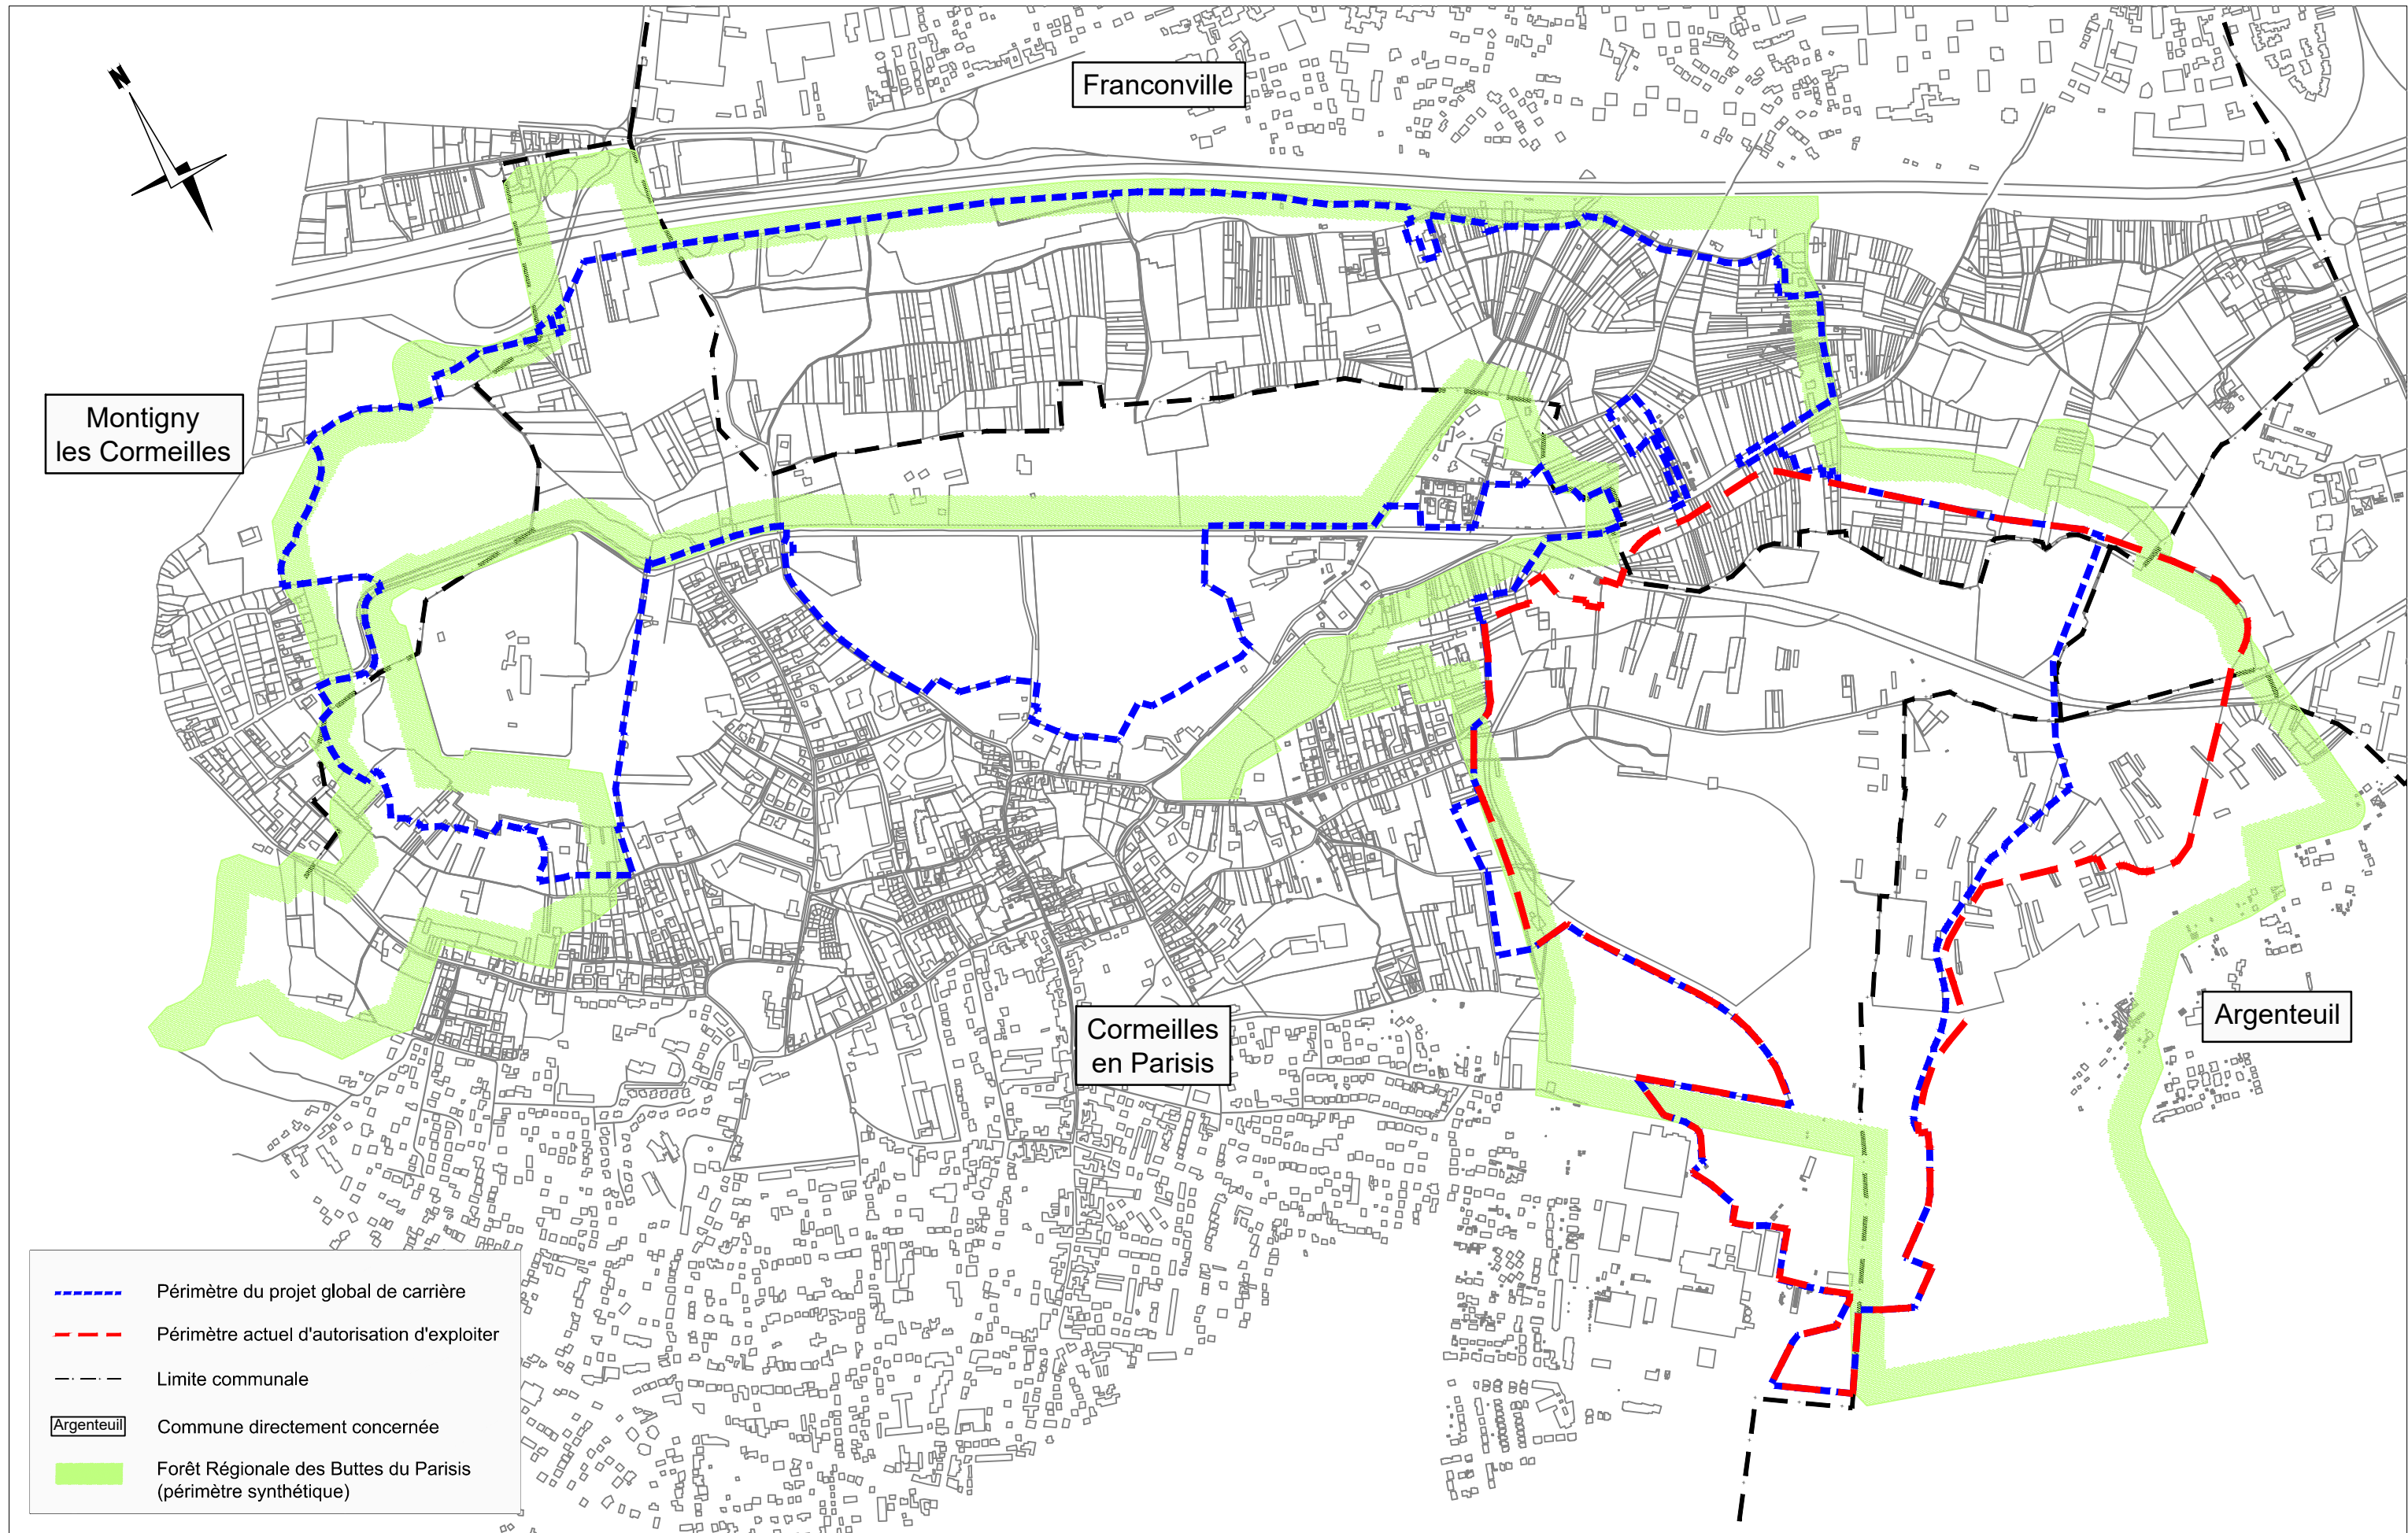 N
Franconville
Montigny
les Cormeilles
Cormeilles
en Parisis
Argenteuil
Périmètre du projet global de carrière
Périmètre actuel d'autorisation d'exploiter
Limite communale
Argenteuil
Commune directement concernée
Forêt Régionale des Buttes du Parisis
(périmètre synthétique)